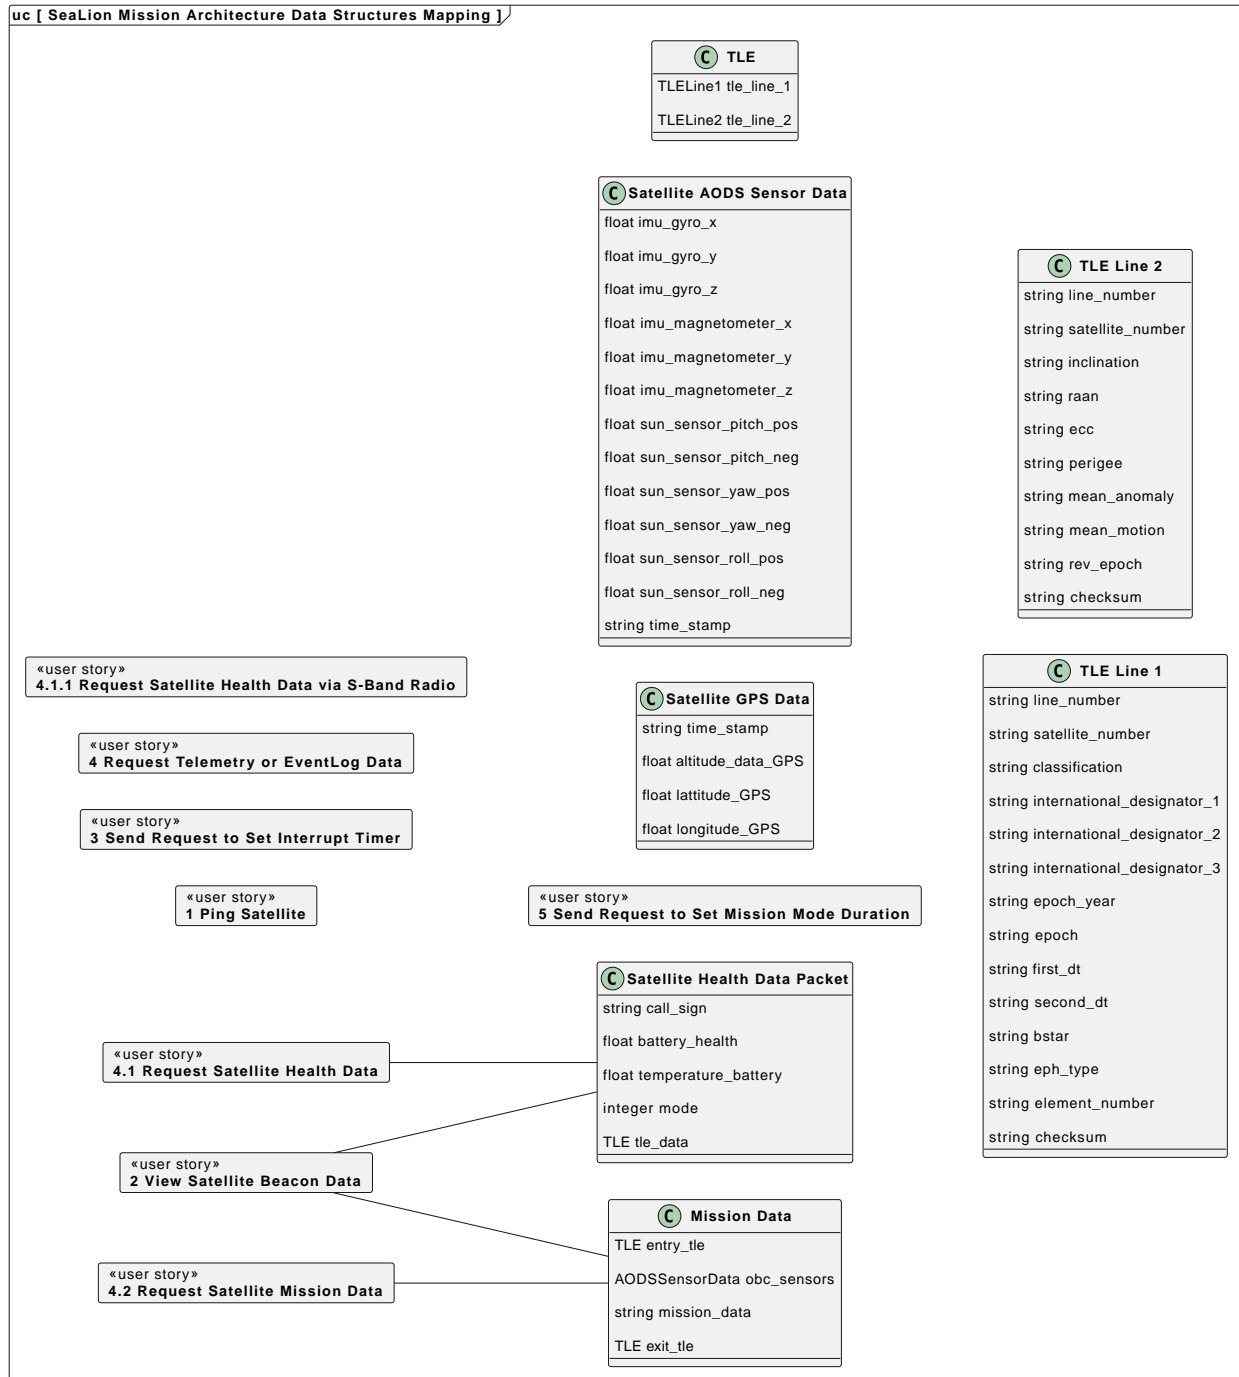 uc [ SeaLion Mission Architecture Data Structures Mapping ]
C TLE
TLELine1 tle_line_1
TLELine2 tle_line_2
C Satellite AODS Sensor Data
float imu_gyro_x
float imu_gyro_y
float imu_gyro_z
float imu_magnetometer_x
float imu_magnetometer_y
float imu_magnetometer_z
float sun_sensor_pitch_pos
float sun_sensor_pitch_neg
float sun_sensor_yaw_pos
float sun_sensor_yaw_neg
float sun_sensor_roll_pos
float sun_sensor_roll_neg
string time_stamp
C TLE Line 2
string line_number
string satellite_number
string inclination
string raan
string ecc
string perigee
string mean_anomaly
string mean_motion
string rev_epoch
string checksum
«user story»
4.1.1 Request Satellite Health Data via S-Band Radio
«user story»
4 Request Telemetry or EventLog Data
«user story»
3 Send Request to Set Interrupt Timer
«user story»
1 Ping Satellite
C Satellite GPS Data
string time_stamp
float altitude_data_GPS
float lattitude_GPS
float longitude_GPS
«user story»
5 Send Request to Set Mission Mode Duration
C TLE Line 1
string line_number
string satellite_number
string classification
string international_designator_1
string international_designator_2
string international_designator_3
string epoch_year
string epoch
string first_dt
string second_dt
string bstar
string eph_type
string element_number
string checksum
C Satellite Health Data Packet
string call_sign
float battery_health
float temperature_battery
integer mode
TLE tle_data
«user story»
4.1 Request Satellite Health Data
«user story»
2 View Satellite Beacon Data
«user story»
4.2 Request Satellite Mission Data
C Mission Data
TLE entry_tle
AODSSensorData obc_sensors
string mission_data
TLE exit_tle